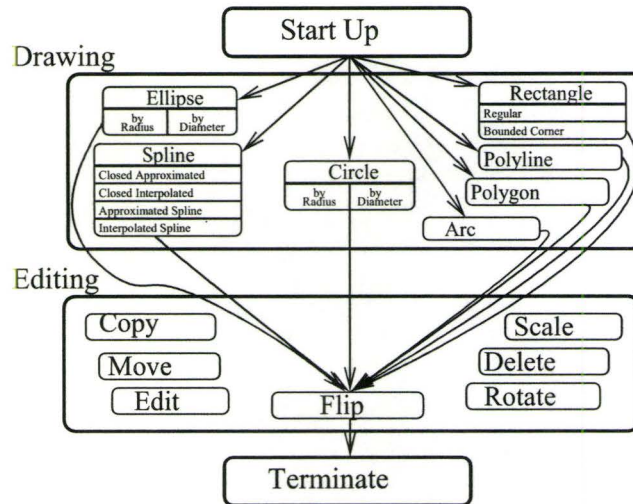 Start Up
Drawing
Ellipse
by Radius
by Diameter
Spline
Closed Approximated
Closed Interpolated
Approximated Spline
Interpolated Spline
Circle
by Radius
by Diameter
Rectangle
Regular
Bounded Corner
Polyline
Polygon
Arc
Editing
Copy
Move
Edit
Flip
Scale
Delete
Rotate
Terminate